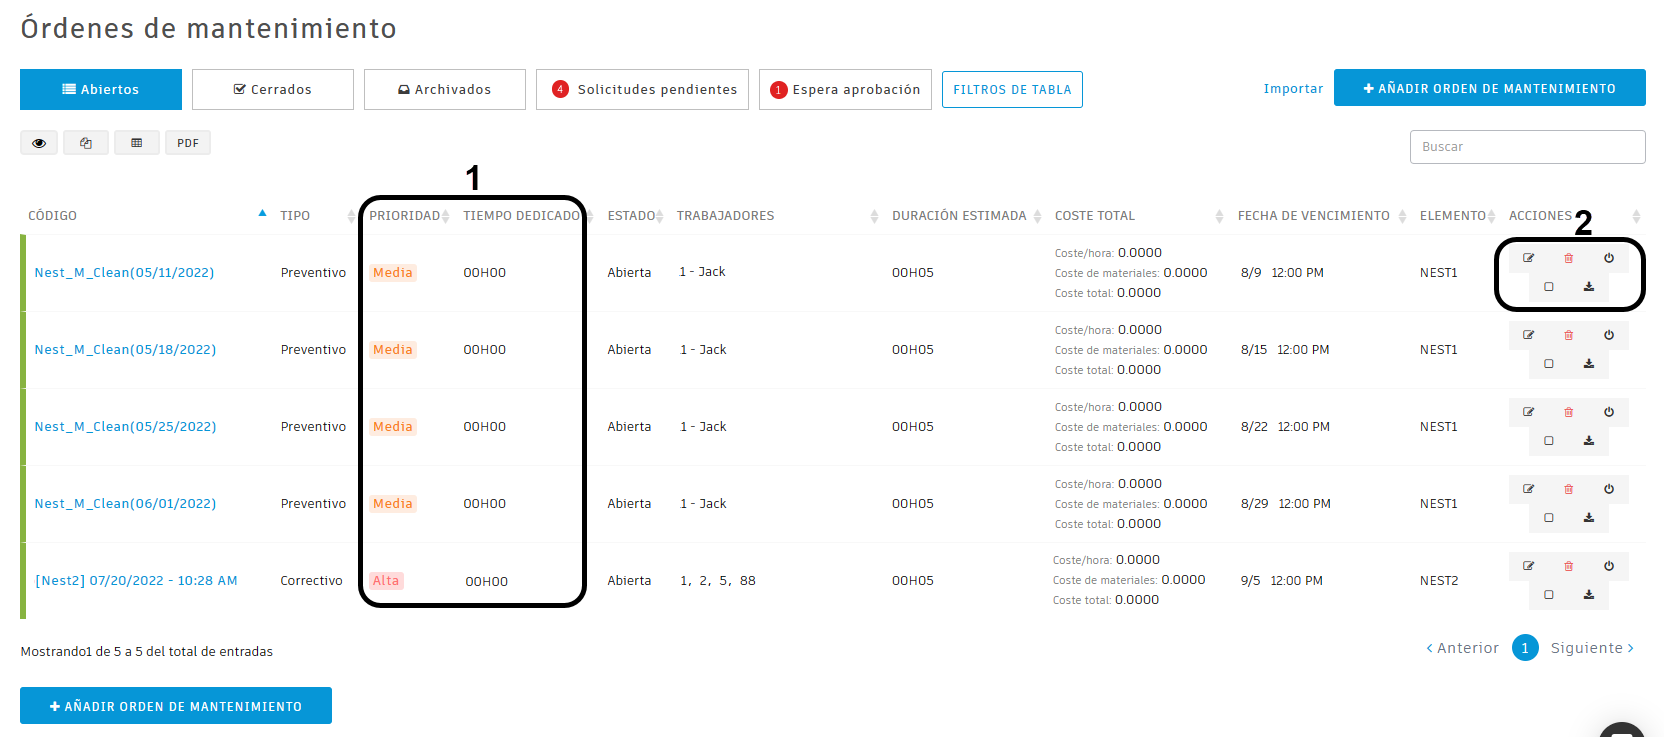 Órdenes de mantenimiento
Abiertos Cerrados Archivados 4 Solicitudes pendientes 1 Espera aprobación FILTROS DE TABLA Importar AÑADIR ORDEN DE MANTENIMIENTO
PDF Buscar
1
CÓDIGO TIPO PRIORIDAD TIEMPO DEDICADO ESTADO TRABAJADORES DURACIÓN ESTIMADA COSTE TOTAL FECHA DE VENCIMIENTO ELEMENTO ACCIONES
2
Coste/hora: 0.0000
Nest_M_Clean(05/11/2022) Preventivo Media 00H00 Abierta 1 - Jack 00H05 Coste de materiales: 0.0000 8/9 12:00 PM NEST1
Coste total: 0.0000
Coste/hora: 0.0000
Nest_M_Clean(05/18/2022) Preventivo Media 00H00 Abierta 1 - Jack 00H05 Coste de materiales: 0.0000 8/15 12:00 PM NEST1
Coste total: 0.0000
Coste/hora: 0.0000
Nest_M_Clean(05/25/2022) Preventivo Media 00H00 Abierta 1 - Jack 00H05 Coste de materiales: 0.0000 8/22 12:00 PM NEST1
Coste total: 0.0000
Coste/hora: 0.0000
Nest_M_Clean(06/01/2022) Preventivo Media 00H00 Abierta 1 - Jack 00H05 Coste de materiales: 0.0000 8/29 12:00 PM NEST1
Coste total: 0.0000
Coste/hora: 0.0000
[Nest2] 07/20/2022 - 10:28 AM Correctivo Alta 00H00 Abierta 1, 2, 5, 88 00H05 Coste de materiales: 0.0000 9/5 12:00 PM NEST2
Coste total: 0.0000
Mostrando1 de 5 a 5 del total de entradas Anterior 1 Siguiente
AÑADIR ORDEN DE MANTENIMIENTO